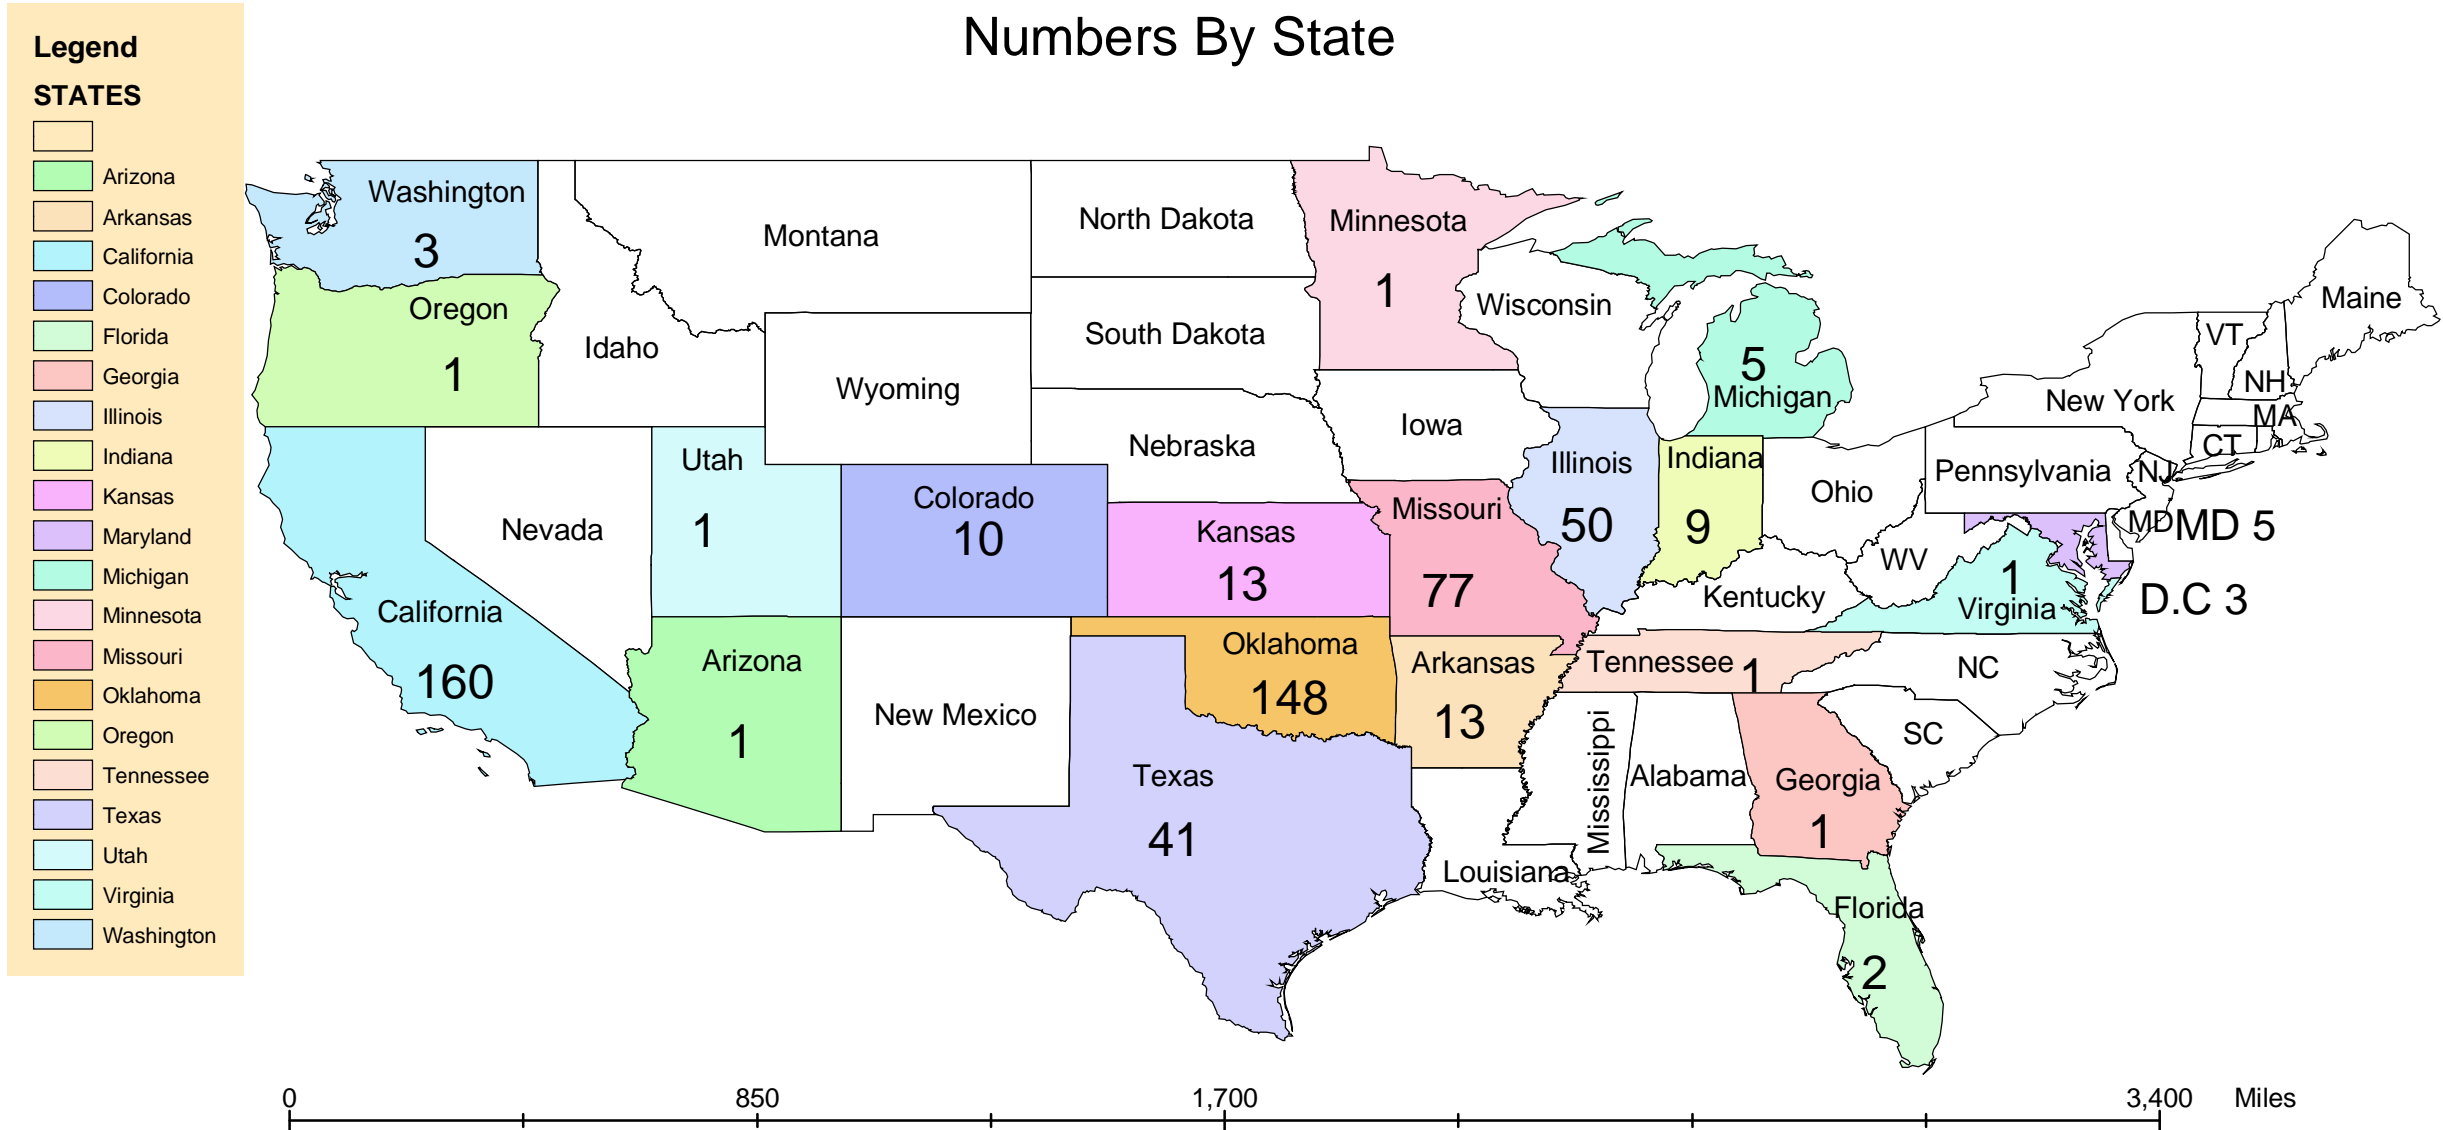 Numbers By State
Legend
STATES
Arizona
Arkansas
California
Colorado
Florida
Georgia
Illinois
Indiana
Kansas
Maryland
Michigan
Minnesota
Missouri
Oklahoma
Oregon
Tennessee
Texas
Utah
Virginia
Washington
Washington
3
Oregon
1
California
160
Nevada
Idaho
Montana
Wyoming
Utah
1
Arizona
1
Colorado
10
New Mexico
North Dakota
South Dakota
Nebraska
Kansas
13
Oklahoma
148
Texas
41
Minnesota
1
Iowa
Missouri
77
Arkansas
13
Louisiana
Wisconsin
Illinois
50
5
Michigan
Indiana
9
Ohio
Kentucky
Tennessee 1
Mississippi
Alabama
Georgia
1
Florida
2
SC
NC
1
Virginia
WV
Pennsylvania
New York
VT
NH
Maine
MA
CT
NJ
MD
MD 5
D.C 3
0 850 1,700 3,400 Miles